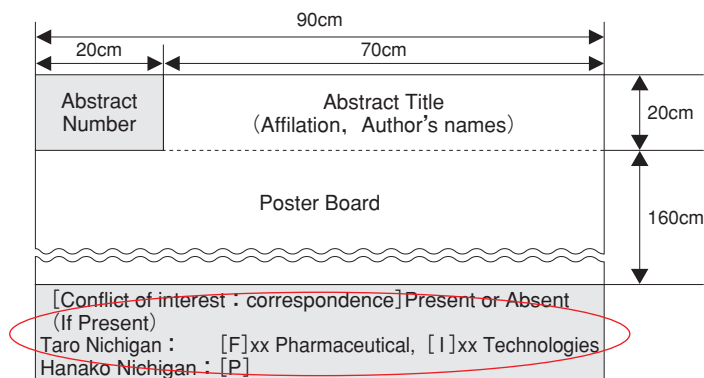 90cm
20cm 70cm
Abstract
Number
Abstract Title
（Affilation, Author's names）
20cm
Poster Board
160cm
[Conflict of interest：correspondence]Present or Absent
（If Present）
Taro Nichigan： [F]xx Pharmaceutical, [I]xx Technologies
Hanako Nichigan：[P]